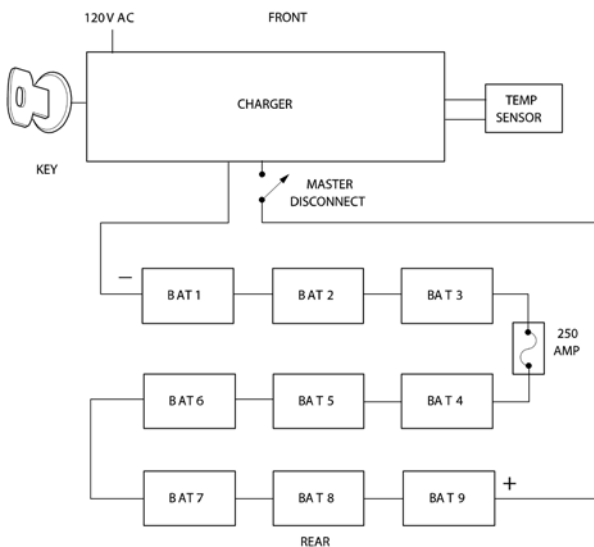 120V AC
FRONT
CHARGER
TEMP
SENSOR
KEY
MASTER
DISCONNECT
−
BAT 1
BAT 2
BAT 3
250
AMP
BAT 6
BAT 5
BAT 4
BAT 7
BAT 8
BAT 9
+
REAR